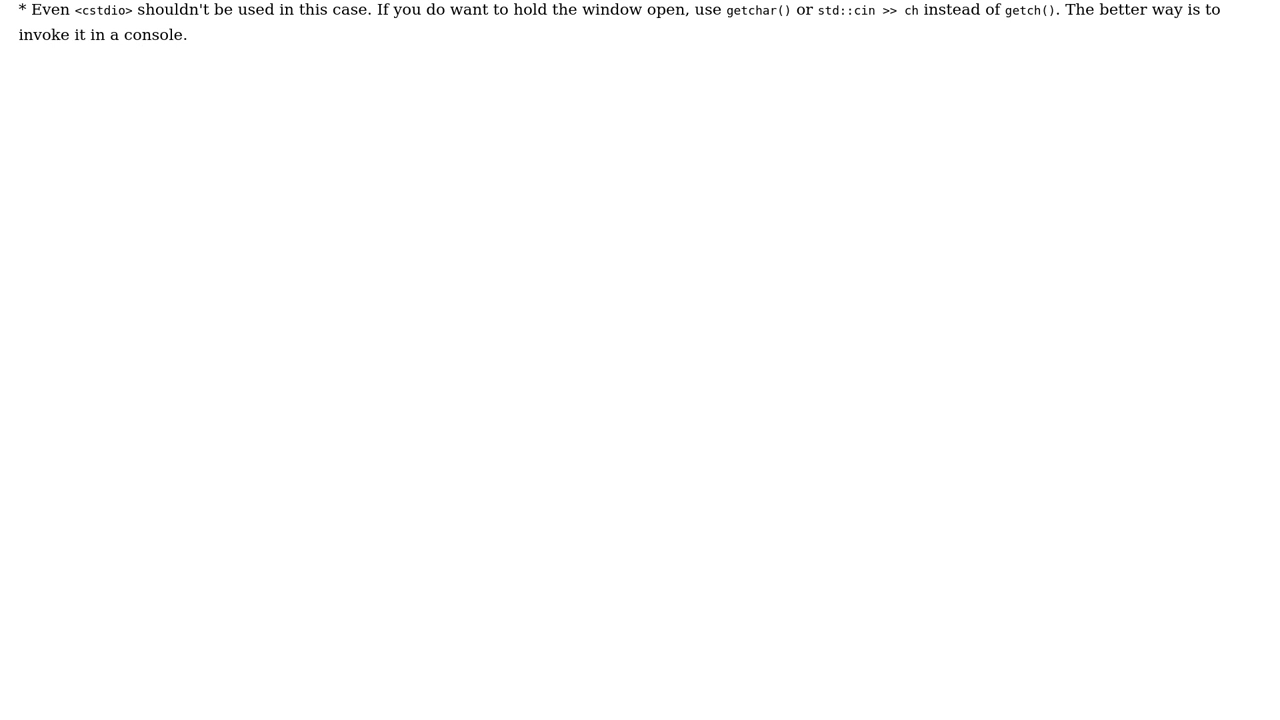 * Even <cstdio> shouldn't be used in this case. If you do want to hold the window open, use getchar() or std::cin >> ch instead of getch(). The better way is to
invoke it in a console.